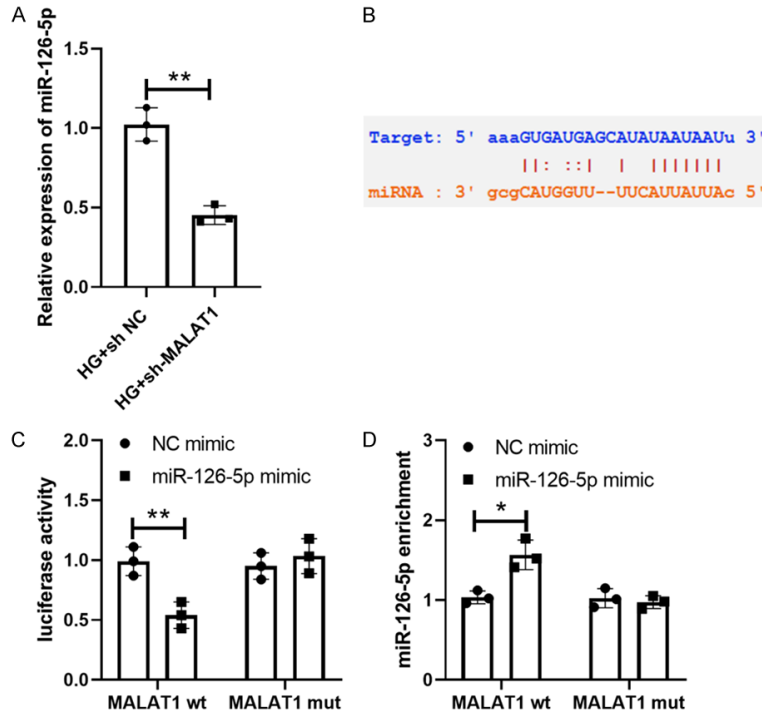 A
Relative expression of miR-126-5p
1.5
1.0
0.5
0.0
**
HG+sh NC
HG+sh-MALAT1
B
Target: 5' aaaGUGAUGAGCAUAUAAUAAUu 3'
||: ::| | |||||||
miRNA : 3' gcgCAUGGUU--UUCAUUAUUAc 5'
C
luciferase activity
2.0
1.5
1.0
0.5
0.0
NC mimic
miR-126-5p mimic
**
MALAT1 wt
MALAT1 mut
D
miR-126-5p enrichment
3
2
1
0
NC mimic
miR-126-5p mimic
*
MALAT1 wt
MALAT1 mut